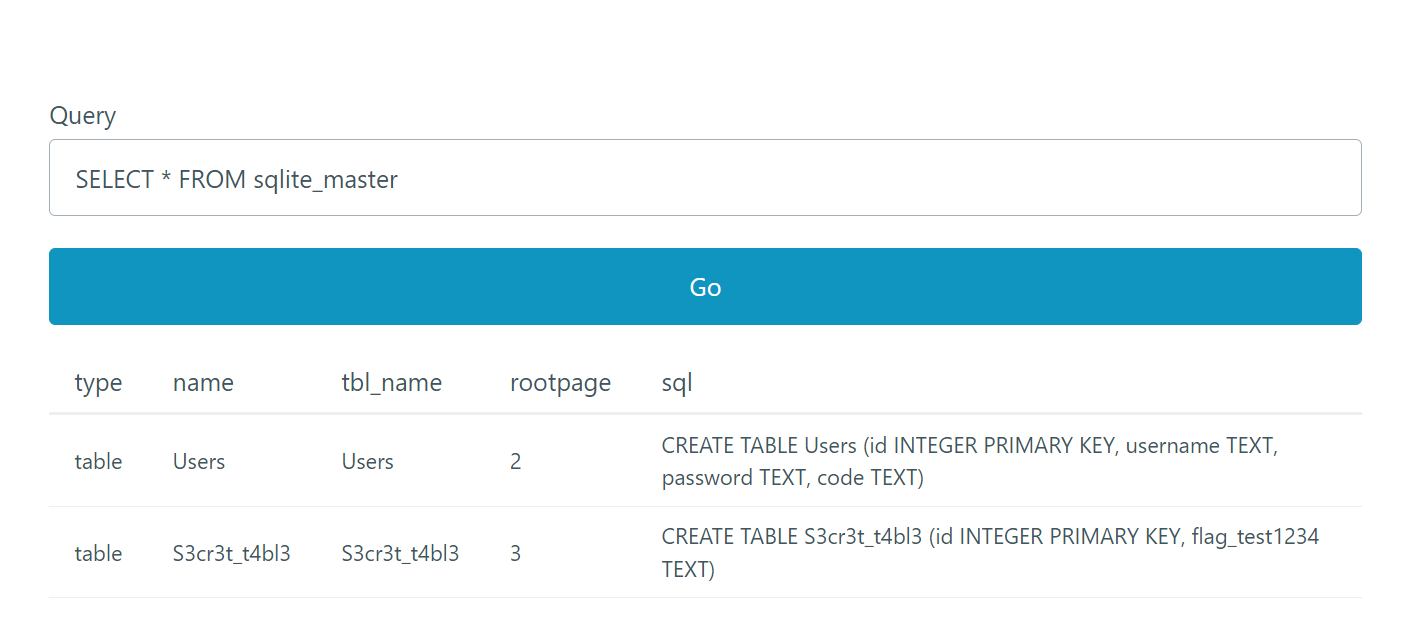 Query
SELECT * FROM sqlite_master
Go
type name tbl_name rootpage sql
table Users Users 2 CREATE TABLE Users (id INTEGER PRIMARY KEY, username TEXT,
password TEXT, code TEXT)
table S3cr3t_t4bl3 S3cr3t_t4bl3 3 CREATE TABLE S3cr3t_t4bl3 (id INTEGER PRIMARY KEY, flag_test1234
TEXT)